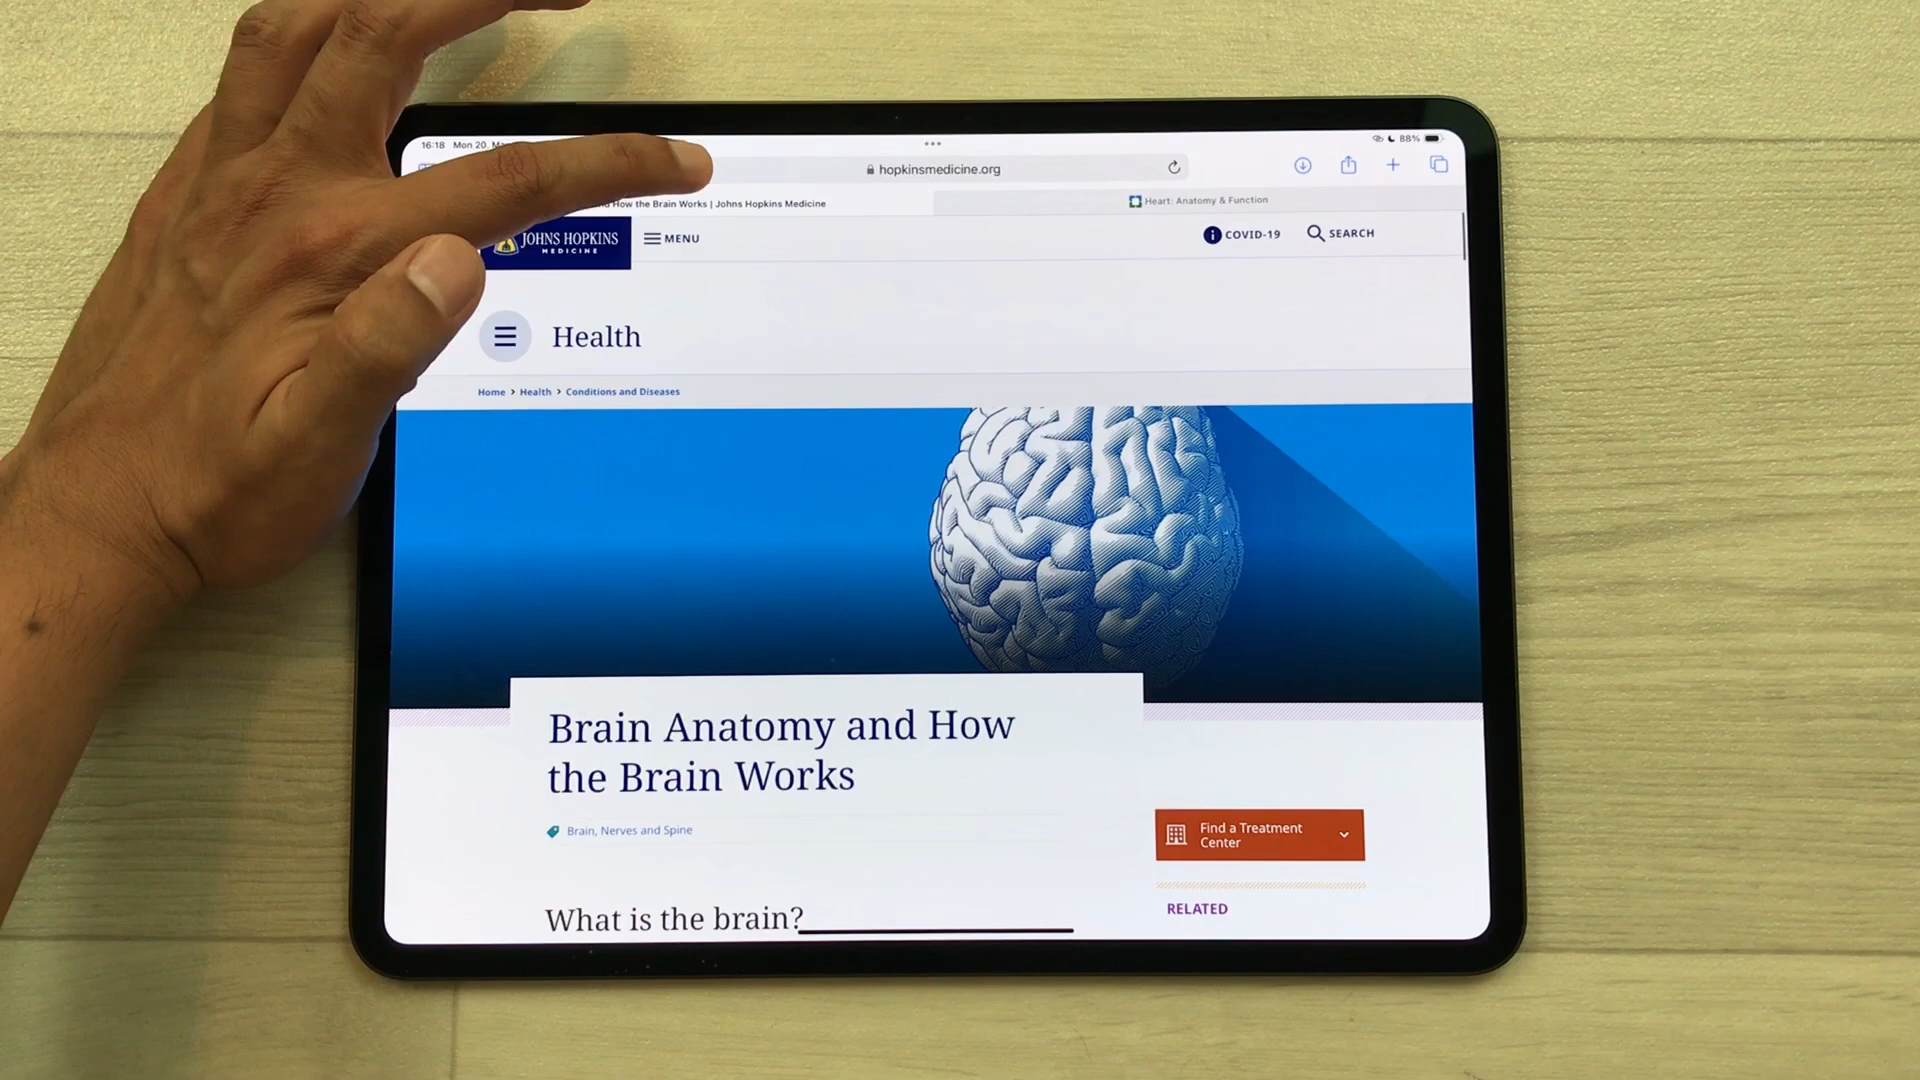 16:18 Mon 20.
88%
hopkinsmedicine.org
How the Brain Works | Johns Hopkins Medicine
Heart: Anatomy & Function
JOHNS HOPKINS
MEDICINE
MENU
COVID-19
SEARCH
Health
Home > Health > Conditions and Diseases
Brain Anatomy and How
the Brain Works
Brain, Nerves and Spine
Find a Treatment
Center
What is the brain?
RELATED